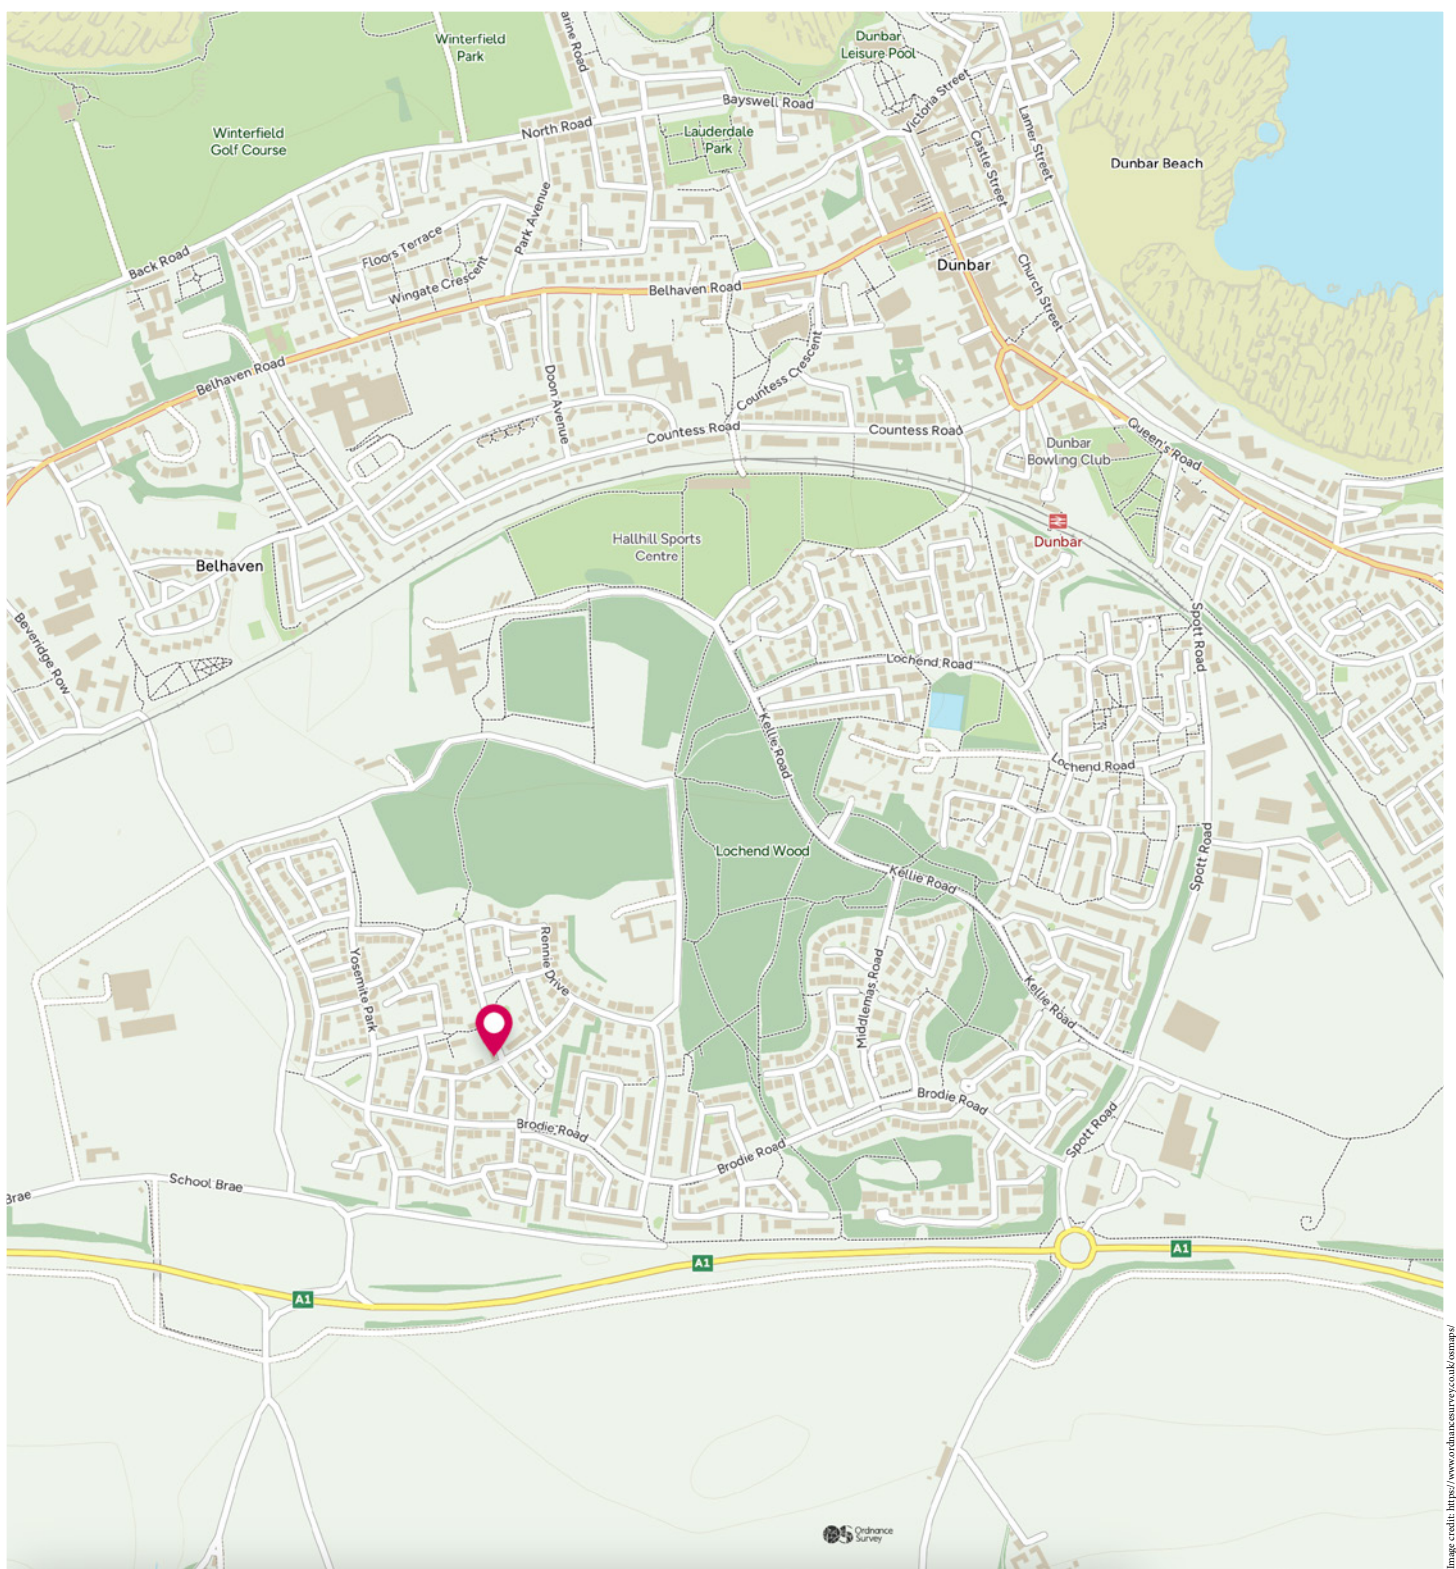 Winterfield
Park
Dunbar
Leisure Pool
arine Road
Bayswell Road
Victoria Street
North Road
Winterfield
Golf Course
Lauderdale
Park
Lamer Street
Castle Street
Dunbar Beach
Park Avenue
Floors Terrace
Back Road
Wingate Crescent
Belhaven Road
Dunbar
Church Street
Belhaven Road
Doon Avenue
Countess Crescent
Countess Road
Countess Road
Queen's Road
Dunbar
Bowling Club
Hallhill Sports
Centre
Dunbar
Belhaven
Beveridge Row
Spott Road
Lochend Road
Kellie Road
Lochend Road
Lochend Wood
Kellie Road
Spott Road
Yosemite Park
Rennie Drive
Middlemas Road
Kellie Road
Brodie Road
Brodie Road
Brodie Road
Spott Road
School Brae
Brae
A1
A1
A1
Ordnance
Survey
Image credit: https://www.ordnancesurvey.co.uk/osmaps/